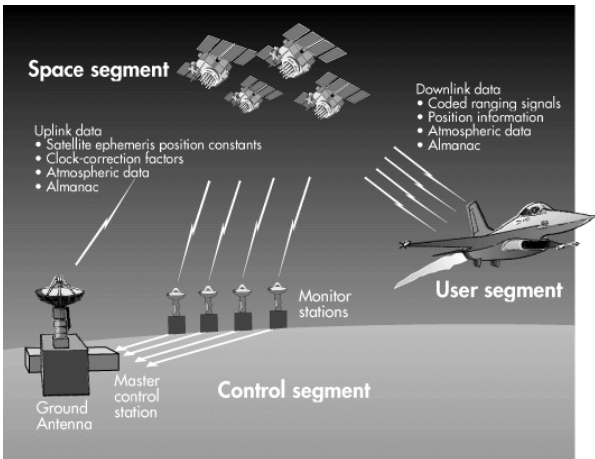 Space segment
Downlink data
• Coded ranging signals
• Position information
• Atmospheric data
• Almanac
Uplink data
• Satellite ephemeris position constants
• Clock-correction factors
• Atmospheric data
• Almanac
Monitor
stations
User segment
Master
control
station
Control segment
Ground
Antenna